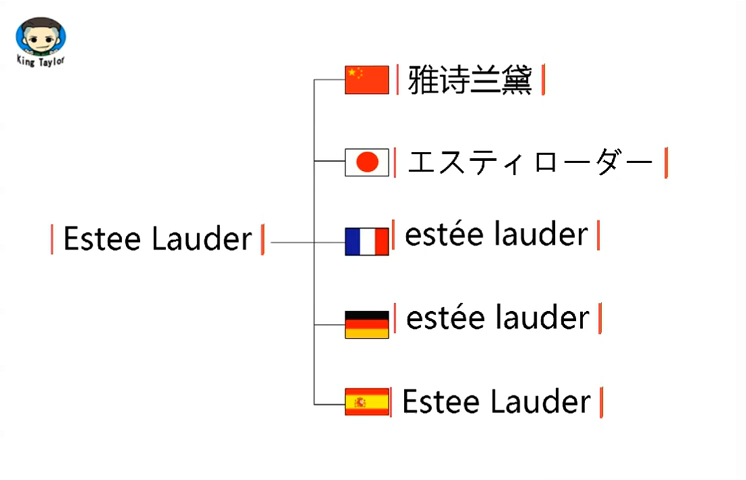 King Taylor
雅诗兰黛
エスティローダー
estée lauder
Estee Lauder
estée lauder
Estee Lauder